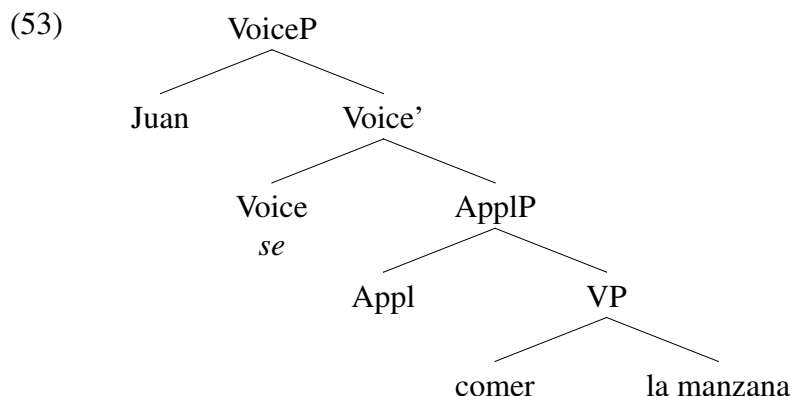 (53) VoiceP
Juan Voice’
Voice ApplP
se
Appl VP
comer la manzana